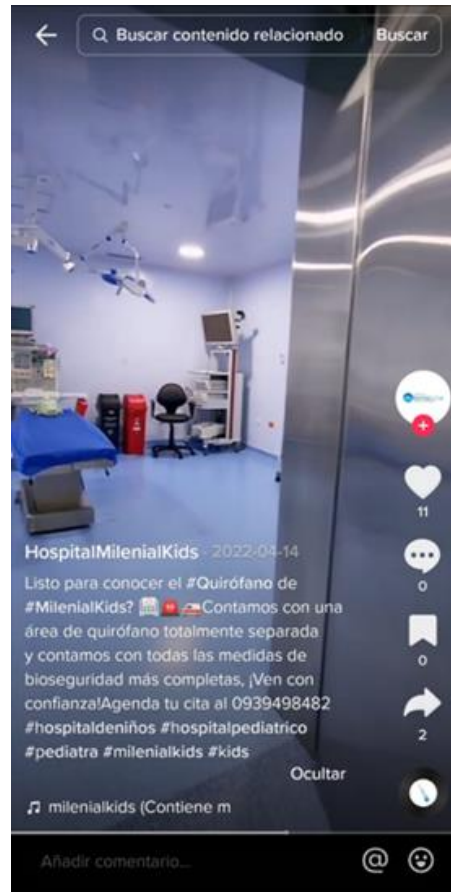 Buscar contenido relacionado Buscar
11
0
0
2
HospitalMilenialKids · 2022-04-14
Listo para conocer el #Quirófano de
#MilenialKids? 🏥🚨🚑Contamos con una
área de quirófano totalmente separada
y contamos con todas las medidas de
bioseguridad más completas, ¡Ven con
confianza!Agenda tu cita al 0939498482
#hospitaldeniños #hospitalpediatrico
#pediatra #milenialkids #kids
Ocultar
milenialkids (Contiene m
Añadir comentario...